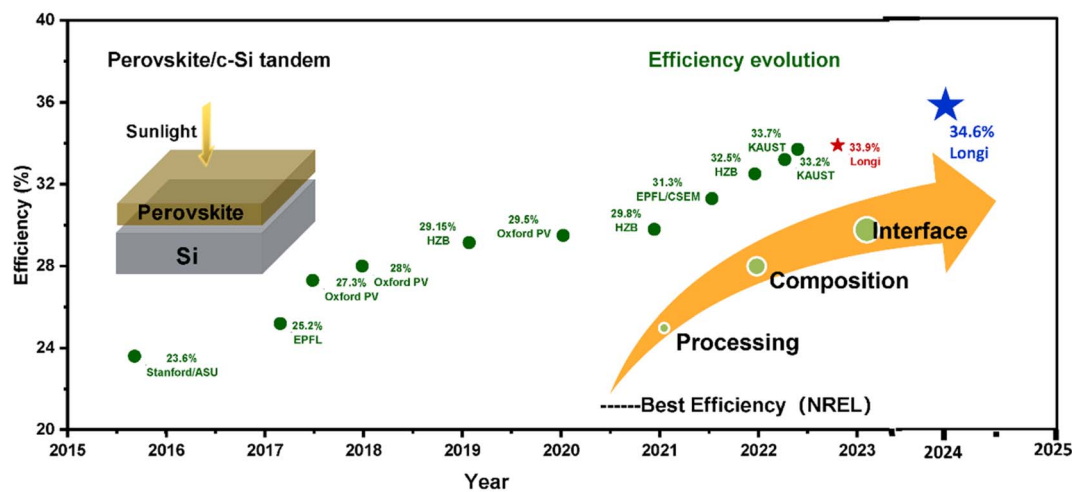 40
36
32
28
24
20
Efficiency (%)
Perovskite/c-Si tandem
Efficiency evolution
Sunlight
Perovskite
Si
23.6%
Stanford/ASU
25.2%
EPFL
27.3%
Oxford PV
28%
Oxford PV
29.15%
HZB
29.5%
Oxford PV
29.8%
HZB
31.3%
EPFL/CSEM
32.5%
HZB
33.7%
KAUST
33.2%
KAUST
33.9%
Longi
34.6%
Longi
Interface
Composition
Processing
------Best Efficiency (NREL)
2015
2016
2017
2018
2019
2020
2021
2022
2023
2024
2025
Year